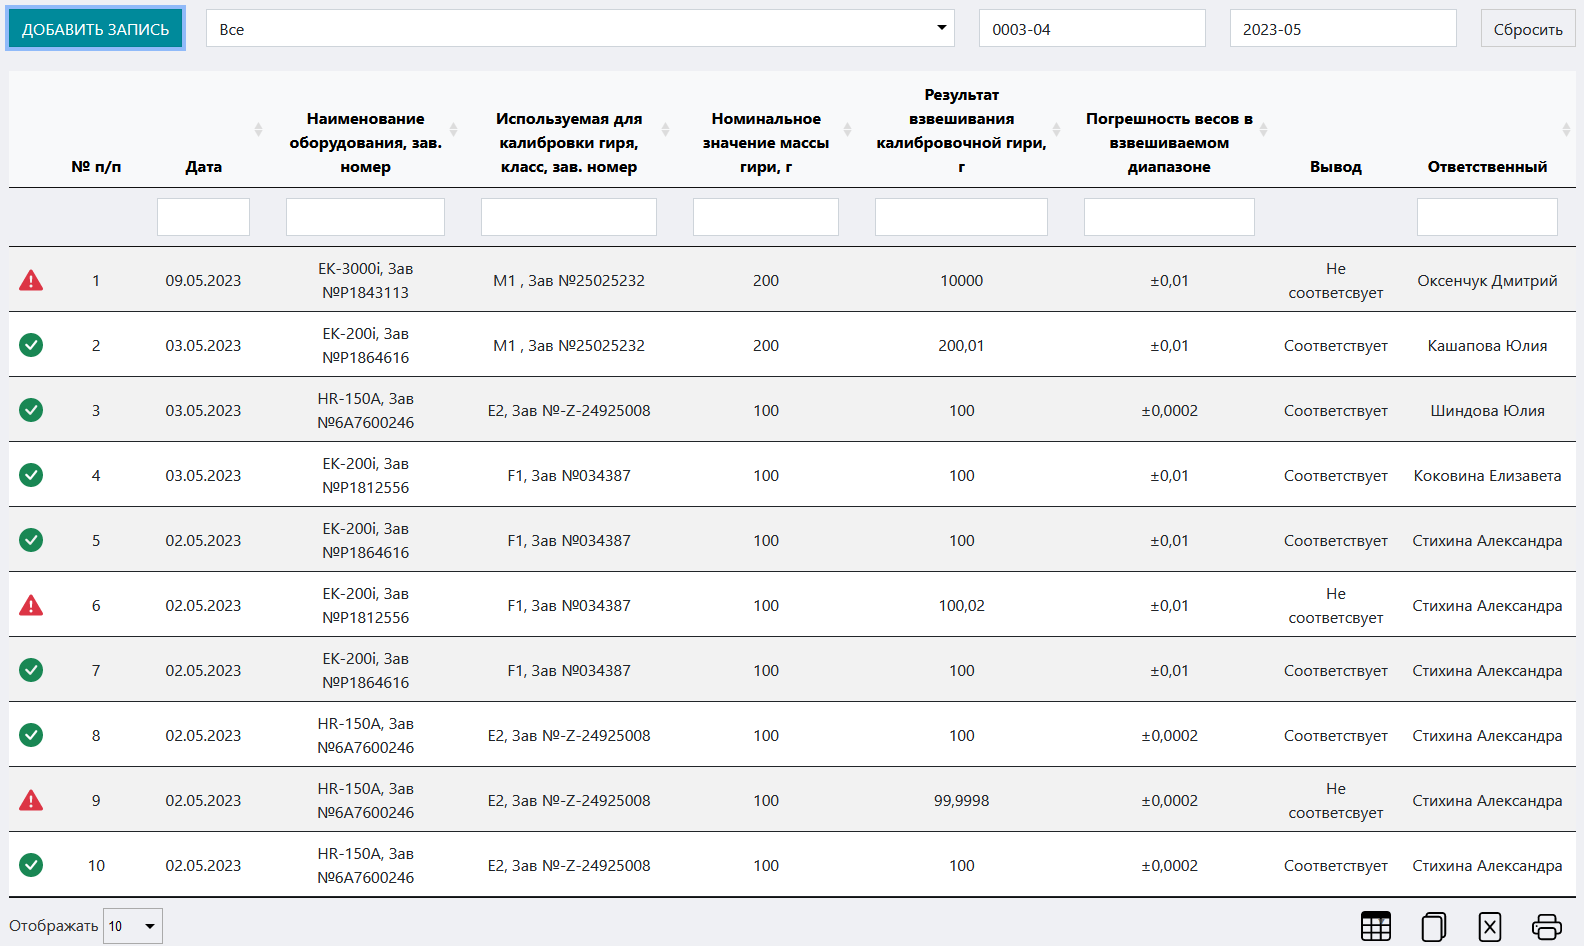 ДОБАВИТЬ ЗАПИСЬ Все 0003-04 2023-05 Сбросить
№ п/п
Дата
Наименование
оборудования, зав.
номер
Используемая для
калибровки гиря,
класс, зав. номер
Номинальное
значение массы
гири, г
Результат
взвешивания
калибровочной гири,
г
Погрешность весов в
взвешиваемом
диапазоне
Вывод
Ответственный
1 09.05.2023 EK-3000i, Зав
№P1843113 M1 , Зав №25025232 200 10000 ±0,01 Не
соответсвует Оксенчук Дмитрий
2 03.05.2023 EK-200i, Зав
№P1864616 M1 , Зав №25025232 200 200,01 ±0,01 Соответствует Кашапова Юлия
3 03.05.2023 HR-150A, Зав
№6A7600246 E2, Зав №-Z-24925008 100 100 ±0,0002 Соответствует Шиндова Юлия
4 03.05.2023 EK-200i, Зав
№P1812556 F1, Зав №034387 100 100 ±0,01 Соответствует Коковина Елизавета
5 02.05.2023 EK-200i, Зав
№P1864616 F1, Зав №034387 100 100 ±0,01 Соответствует Стихина Александра
6 02.05.2023 EK-200i, Зав
№P1812556 F1, Зав №034387 100 100,02 ±0,01 Не
соответсвует Стихина Александра
7 02.05.2023 EK-200i, Зав
№P1864616 F1, Зав №034387 100 100 ±0,01 Соответствует Стихина Александра
8 02.05.2023 HR-150A, Зав
№6A7600246 E2, Зав №-Z-24925008 100 100 ±0,0002 Соответствует Стихина Александра
9 02.05.2023 HR-150A, Зав
№6A7600246 E2, Зав №-Z-24925008 100 99,9998 ±0,0002 Не
соответсвует Стихина Александра
10 02.05.2023 HR-150A, Зав
№6A7600246 E2, Зав №-Z-24925008 100 100 ±0,0002 Соответствует Стихина Александра
Отображать 10